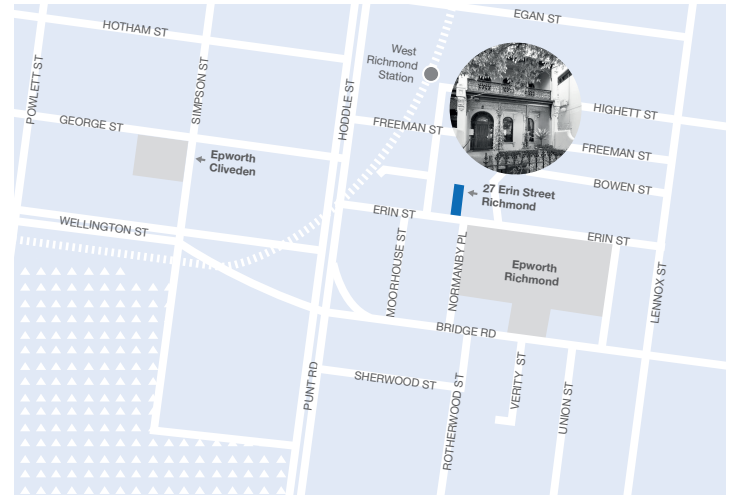 EGAN ST
HOTHAM ST
West
Richmond
Station
POWLETT ST
SIMPSON ST
HODDLE ST
HIGHETT ST
GEORGE ST
FREEMAN ST
FREEMAN ST
Epworth
Cliveden
BOWEN ST
27 Erin Street
Richmond
ERIN ST
WELLINGTON ST
ERIN ST
MOORHOUSE ST
NORMANBY PL
Epworth
Richmond
LENNOX ST
BRIDGE RD
PUNT RD
SHERWOOD ST
ROTHERWOOD ST
VERITY ST
UNION ST